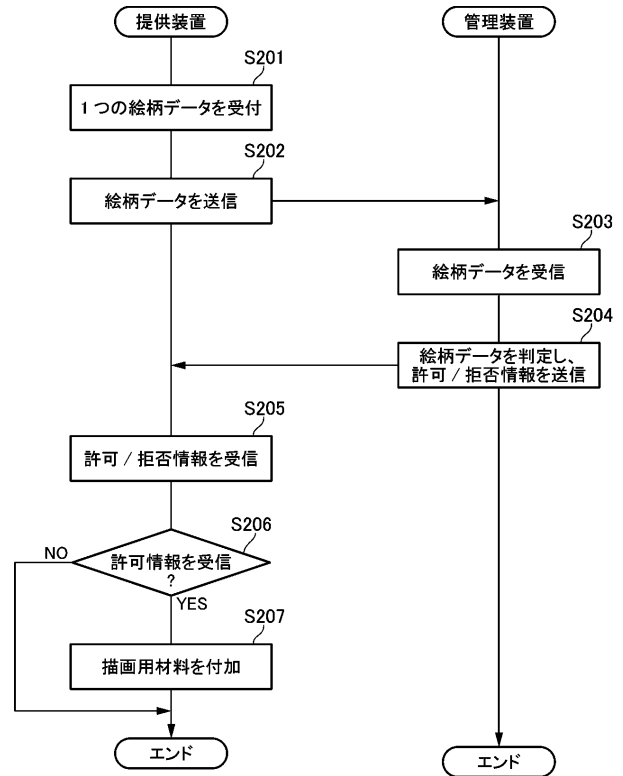 提供装置
管理装置
S201
1つの絵柄データを受付
S202
絵柄データを送信
S203
絵柄データを受信
S204
絵柄データを判定し、
許可/拒否情報を送信
S205
許可/拒否情報を受信
S206
NO
許可情報を受信
?
YES
S207
描画用材料を付加
エンド
エンド